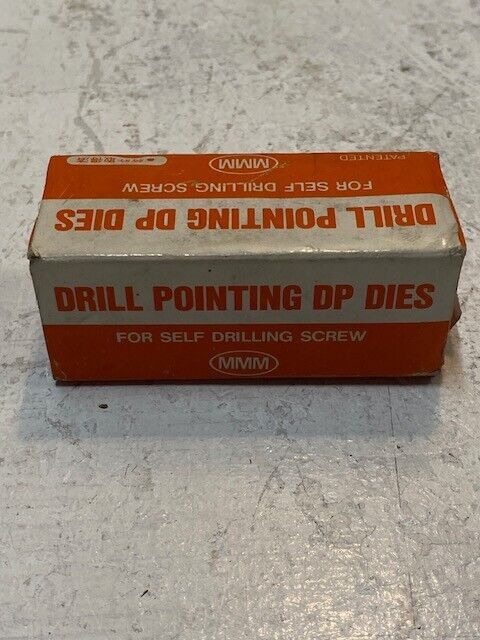 PATENTED
MMM
FOR SELF DRILLING SCREW
DRILL POINTING DP DIES
DRILL POINTING DP DIES
FOR SELF DRILLING SCREW
MMM